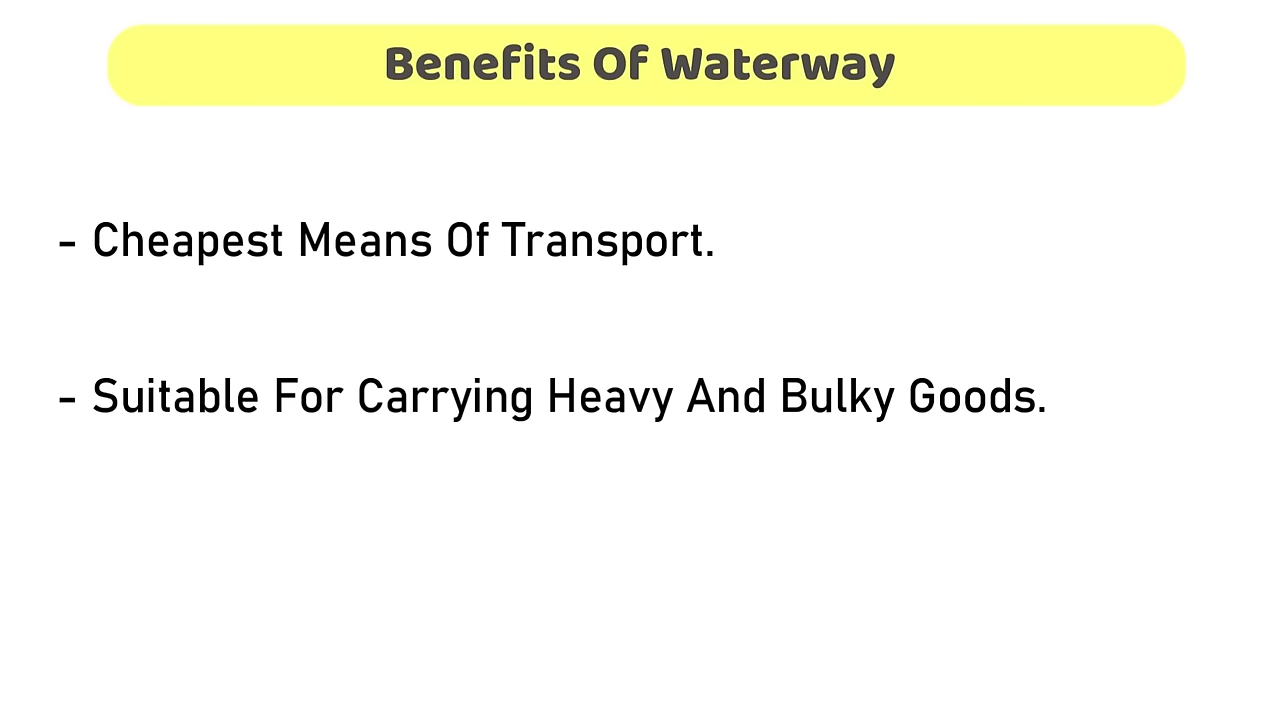 Benefits Of Waterway
- Cheapest Means Of Transport.
- Suitable For Carrying Heavy And Bulky Goods.